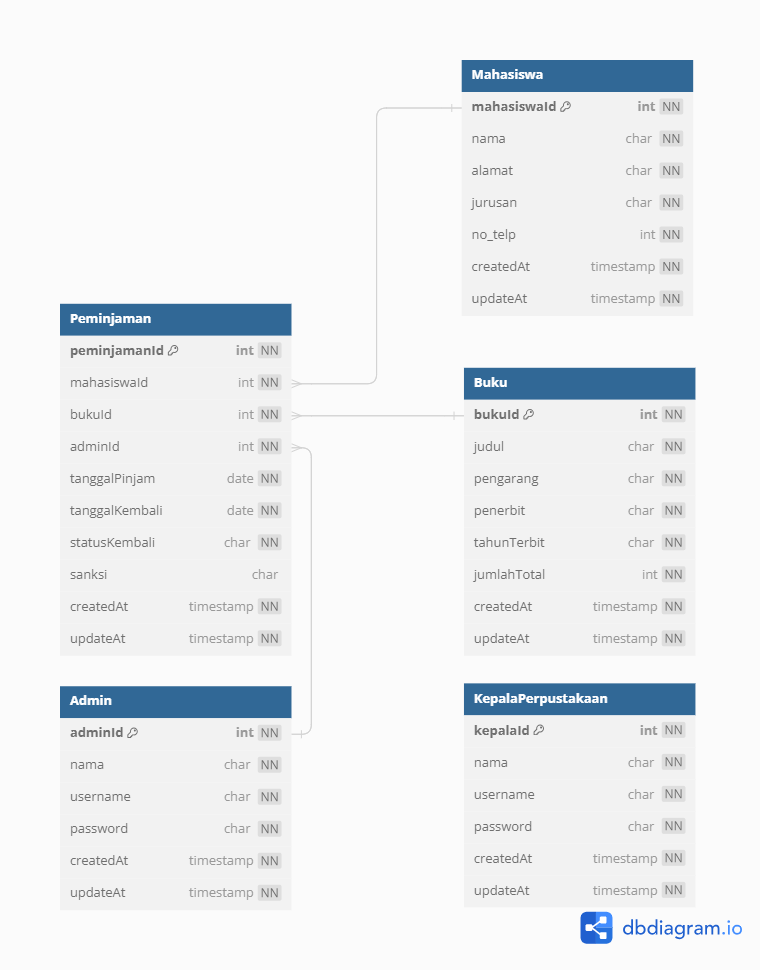 Mahasiswa
mahasiswaId int NN
nama char NN
alamat char NN
jurusan char NN
no_telp int NN
createdAt timestamp NN
updateAt timestamp NN
Peminjaman
peminjamanId int NN
mahasiswaId int NN
bukuId int NN
adminId int NN
tanggalPinjam date NN
tanggalKembali date NN
statusKembali char NN
sanksi char
createdAt timestamp NN
updateAt timestamp NN
Buku
bukuId int NN
judul char NN
pengarang char NN
penerbit char NN
tahunTerbit char NN
jumlahTotal int NN
createdAt timestamp NN
updateAt timestamp NN
Admin
adminId int NN
nama char NN
username char NN
password char NN
createdAt timestamp NN
updateAt timestamp NN
KepalaPerpustakaan
kepalaId int NN
nama char NN
username char NN
password char NN
createdAt timestamp NN
updateAt timestamp NN
dbdiagram.io